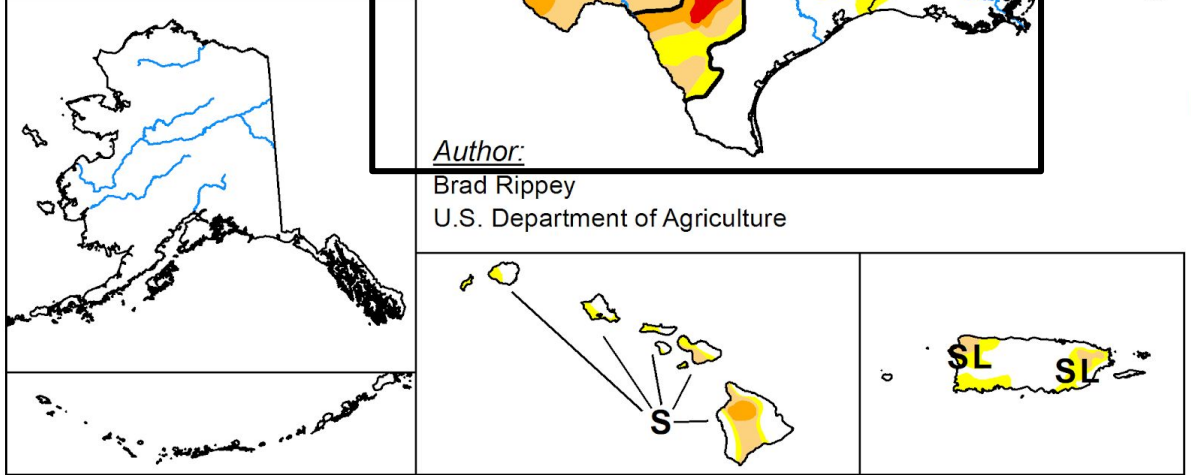 Author:
Brad Rippey
U.S. Department of Agriculture
SL
SL
S